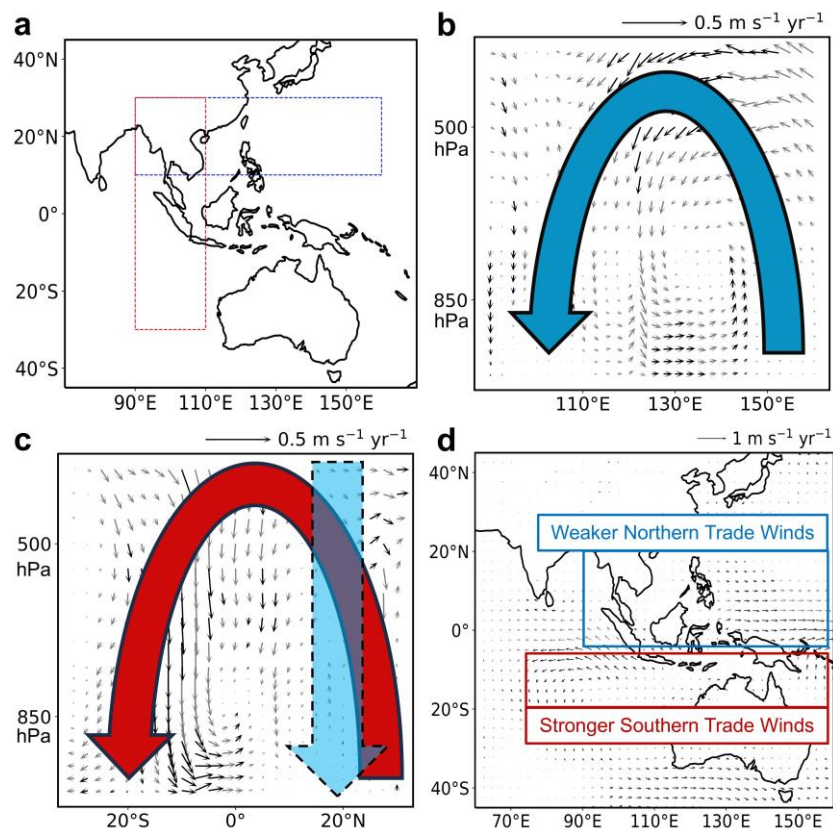 a
40°N
20°N
0°
20°S
40°S
90°E 110°E 130°E 150°E
b
0.5 m s⁻¹ yr⁻¹
500
hPa
850
hPa
110°E 130°E 150°E
c
0.5 m s⁻¹ yr⁻¹
500
hPa
850
hPa
20°S 0° 20°N
d
1 m s⁻¹ yr⁻¹
40°N
Weaker Northern Trade Winds
20°N
0°
20°S
Stronger Southern Trade Winds
40°S
70°E 90°E 110°E 130°E 150°E